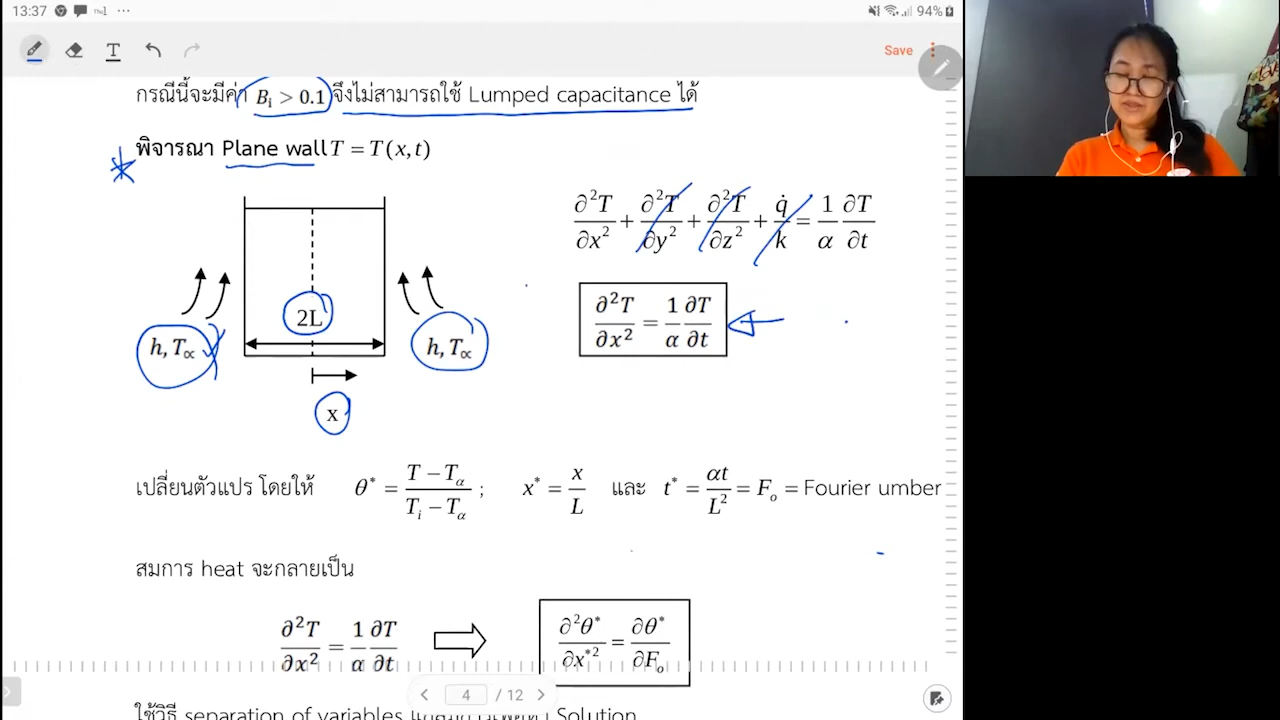 13:37 94%
T Save
กรณีนี้จะมีค่า Bi > 0.1 จึงไม่สามารถใช้ Lumped capacitance ได้
พิจารณา Plane wall T = T(x,t)
∂²T/∂x² + ∂²T/∂y² + ∂²T/∂z² + q̇/k = 1/α ∂T/∂t
∂²T/∂x² = 1/α ∂T/∂t
2L
h, T∝ h, T∝
x
เปลี่ยนตัวแปร โดยให้ θ* = (T − Tα)/(Ti − Tα) ; x* = x/L และ t* = αt/L² = Fo = Fourier umber
สมการ heat จะกลายเป็น
∂²T/∂x² = 1/α ∂T/∂t ∂²θ*/∂x*² = ∂θ*/∂Fo
4 / 12
ใช้วิธี separation of variables Solution